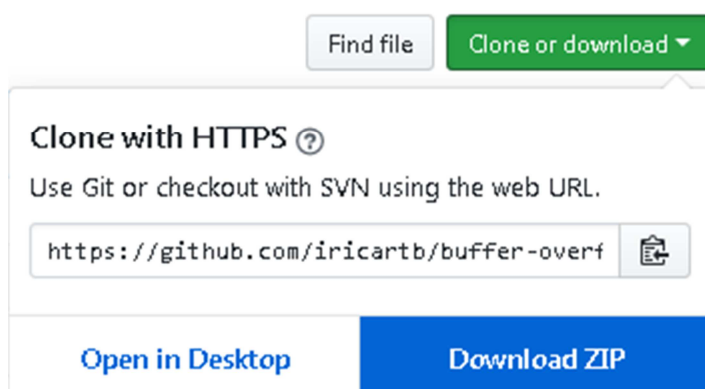 Find file Clone or download
Clone with HTTPS
Use Git or checkout with SVN using the web URL.
https://github.com/iricartb/buffer-overf
Open in Desktop Download ZIP